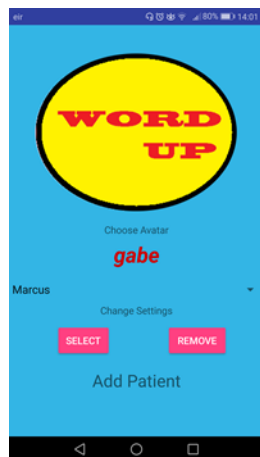 eir 80% 14:01
WORD
UP
Choose Avatar
gabe
Marcus
Change Settings
SELECT REMOVE
Add Patient